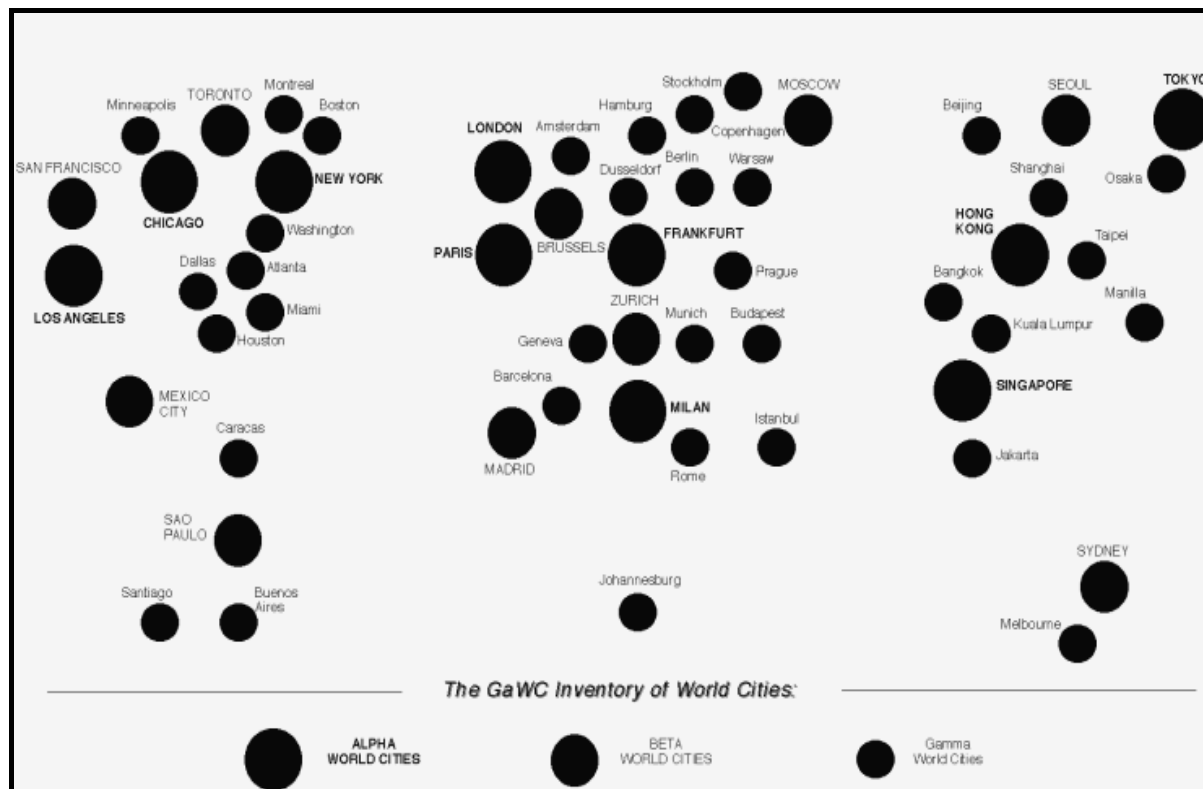 Montreal
TORONTO
Minneapolis
Boston
SAN FRANCISCO
NEW YORK
CHICAGO
Washington
Dallas
Atlanta
Miami
LOS ANGELES
Houston
MEXICO
CITY
Caracas
SAO
PAULO
Santiago
Buenos
Aires
Stockholm
MOSCOW
Hamburg
LONDON
Amsterdam
Copenhagen
Berlin
Warsaw
Dusseldorf
FRANKFURT
PARIS
BRUSSELS
Prague
ZURICH
Munich
Budapest
Geneva
Barcelona
MILAN
Istanbul
MADRID
Rome
Johannesburg
TOKYO
SEOUL
Beijing
Shanghai
Osaka
HONG
KONG
Taipei
Bangkok
Manilla
Kuala Lumpur
SINGAPORE
Jakarta
SYDNEY
Melbourne
The GaWC Inventory of World Cities:
ALPHA
WORLD CITIES
BETA
WORLD CITIES
Gamma
World Cities